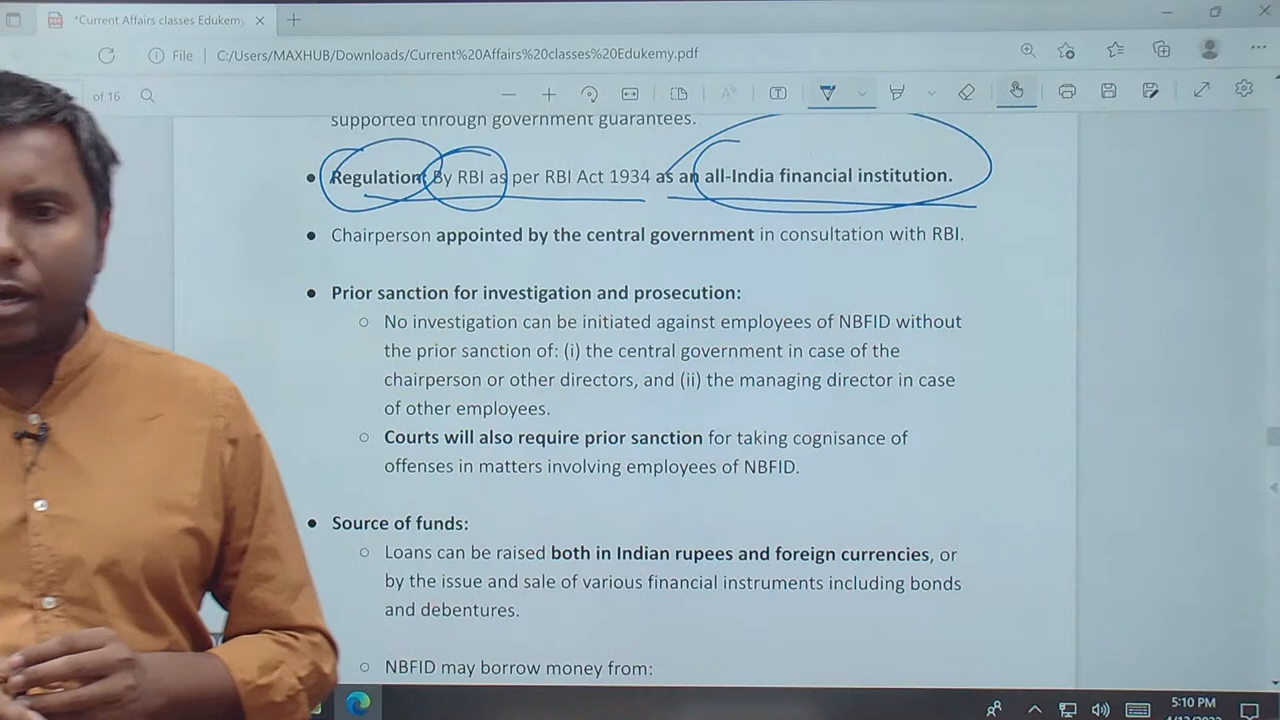 *Current Affairs classes Edukemy
File
C:/Users/MAXHUB/Downloads/Current%20Affairs%20classes%20Edukemy.pdf
of 16
supported through government guarantees.
Regulation: By RBI as per RBI Act 1934 as an all-India financial institution.
Chairperson appointed by the central government in consultation with RBI.
Prior sanction for investigation and prosecution:
No investigation can be initiated against employees of NBFID without
the prior sanction of: (i) the central government in case of the
chairperson or other directors, and (ii) the managing director in case
of other employees.
Courts will also require prior sanction for taking cognisance of
offenses in matters involving employees of NBFID.
Source of funds:
Loans can be raised both in Indian rupees and foreign currencies, or
by the issue and sale of various financial instruments including bonds
and debentures.
NBFID may borrow money from:
5:10 PM